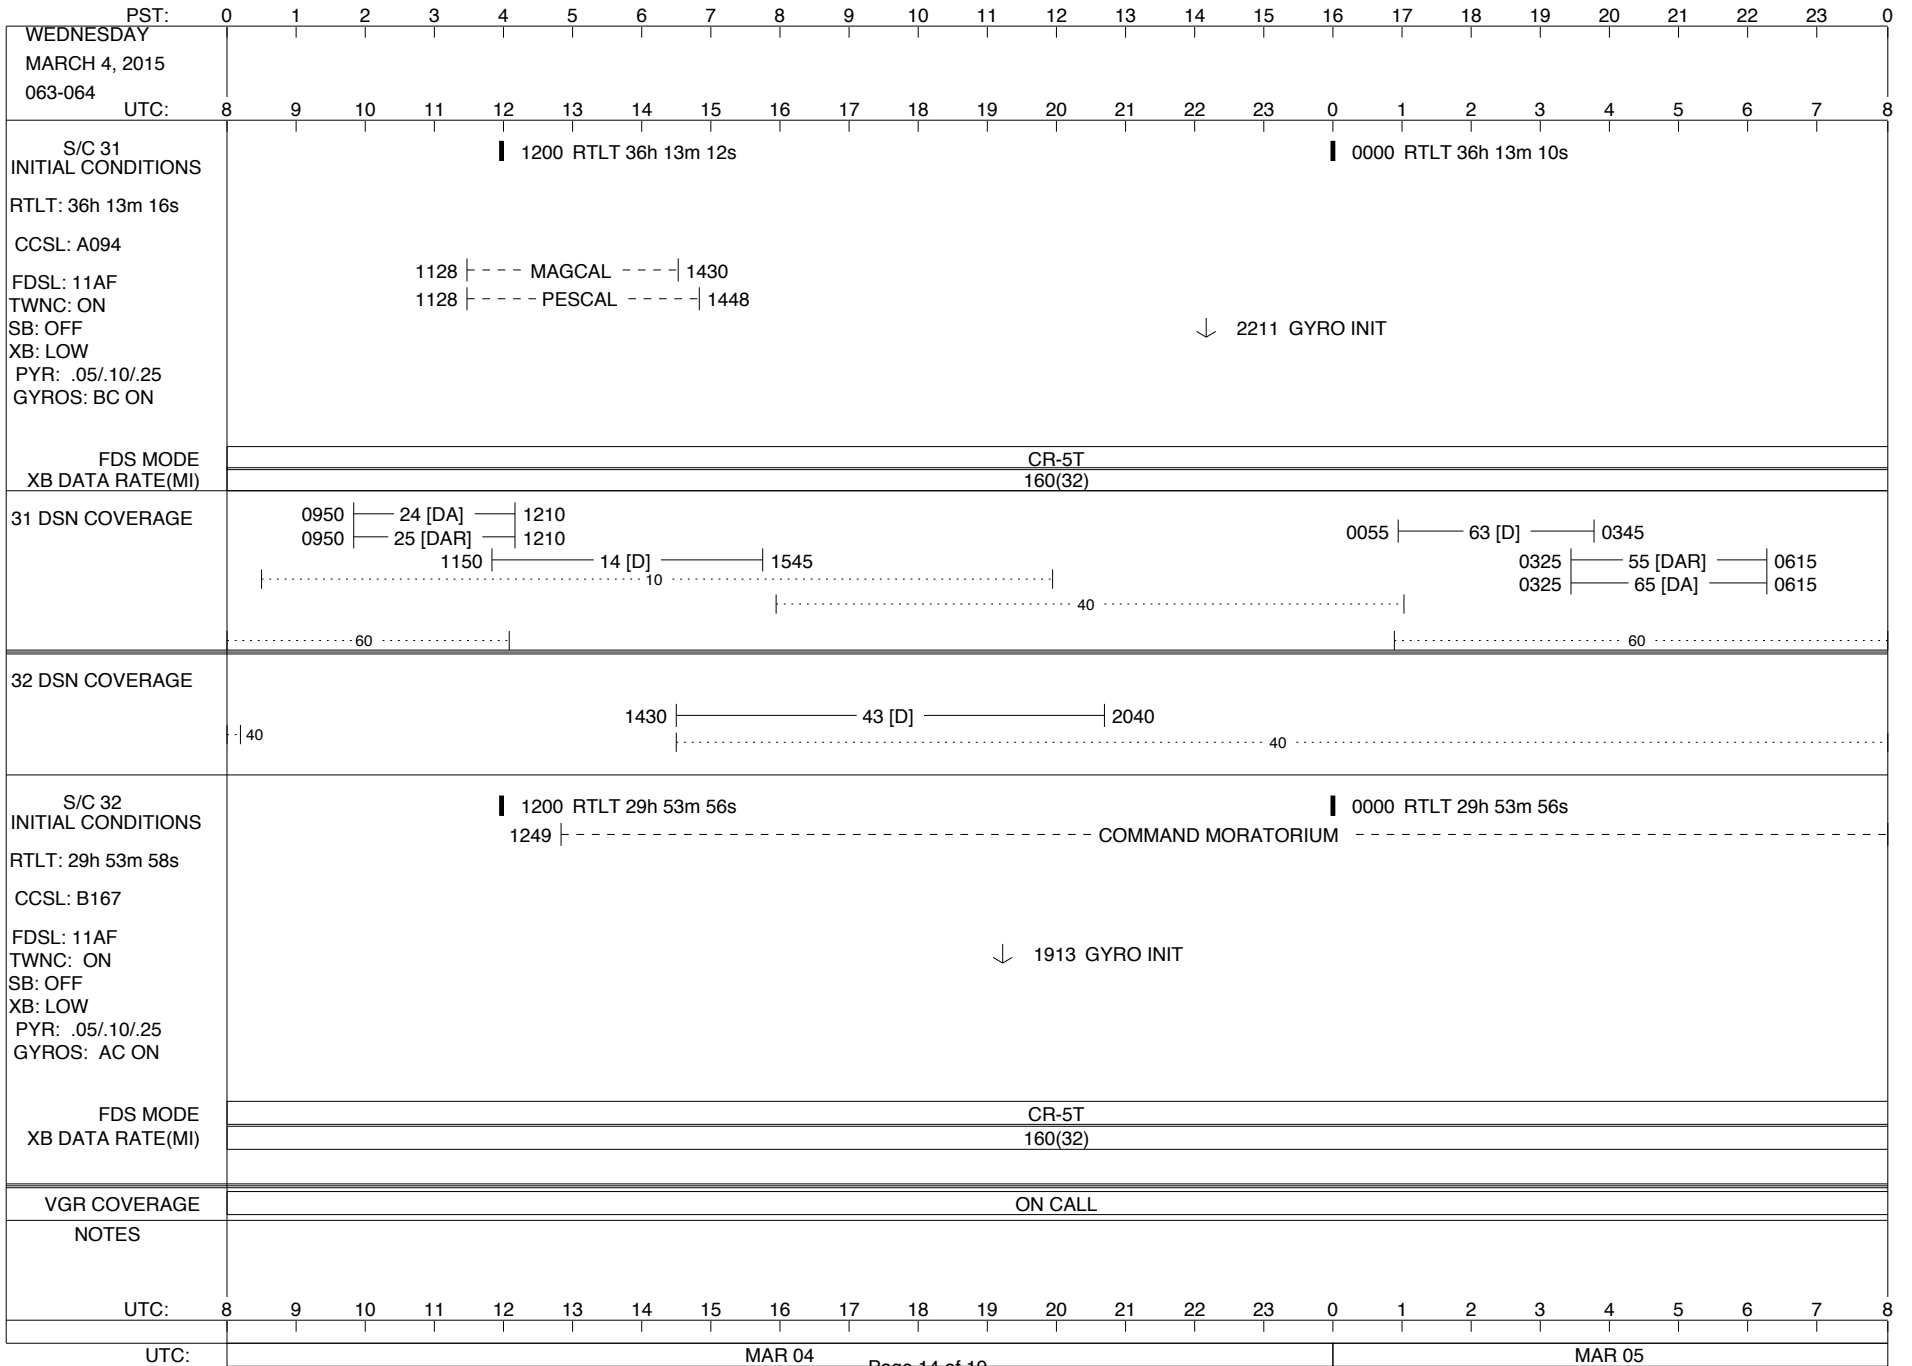 PST: 0 1 2 3 4 5 6 7 8 9 10 11 12 13 14 15 16 17 18 19 20 21 22 23 0
WEDNESDAY
MARCH 4, 2015
063-064
UTC: 8 9 10 11 12 13 14 15 16 17 18 19 20 21 22 23 0 1 2 3 4 5 6 7 8
S/C 31
INITIAL CONDITIONS
1200 RTLT 36h 13m 12s
0000 RTLT 36h 13m 10s
RTLT: 36h 13m 16s
CCSL: A094
FDSL: 11AF
TWNC: ON
SB: OFF
XB: LOW
PYR: .05/.10/.25
GYROS: BC ON
1128 MAGCAL 1430
1128 PESCAL 1448
2211 GYRO INIT
FDS MODE CR-5T
XB DATA RATE(MI) 160(32)
31 DSN COVERAGE
0950 24 [DA] 1210
0950 25 [DAR] 1210
1150 14 [D] 1545
10
40
60
0055 63 [D] 0345
0325 55 [DAR] 0615
0325 65 [DA] 0615
60
32 DSN COVERAGE
1430 43 [D] 2040
40
40
S/C 32
INITIAL CONDITIONS
1200 RTLT 29h 53m 56s
0000 RTLT 29h 53m 56s
1249 COMMAND MORATORIUM
RTLT: 29h 53m 58s
CCSL: B167
FDSL: 11AF
TWNC: ON
SB: OFF
XB: LOW
PYR: .05/.10/.25
GYROS: AC ON
1913 GYRO INIT
FDS MODE CR-5T
XB DATA RATE(MI) 160(32)
VGR COVERAGE ON CALL
NOTES
UTC: 8 9 10 11 12 13 14 15 16 17 18 19 20 21 22 23 0 1 2 3 4 5 6 7 8
UTC: MAR 04 MAR 05
Page 14 of 19